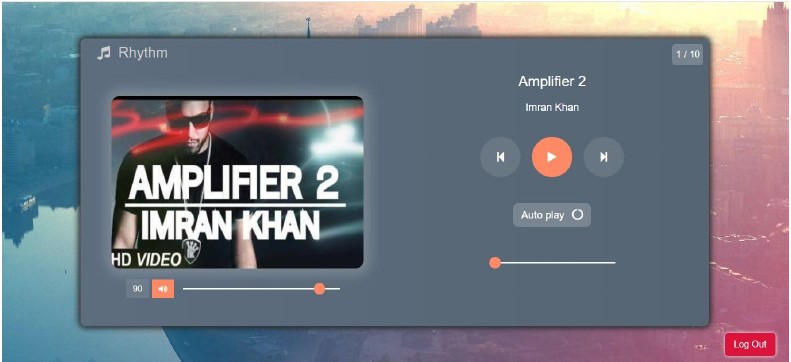 Rhythm
1 / 10
AMPLIFIER 2
IMRAN KHAN
HD VIDEO
90
Amplifier 2
Imran Khan
Auto play
Log Out